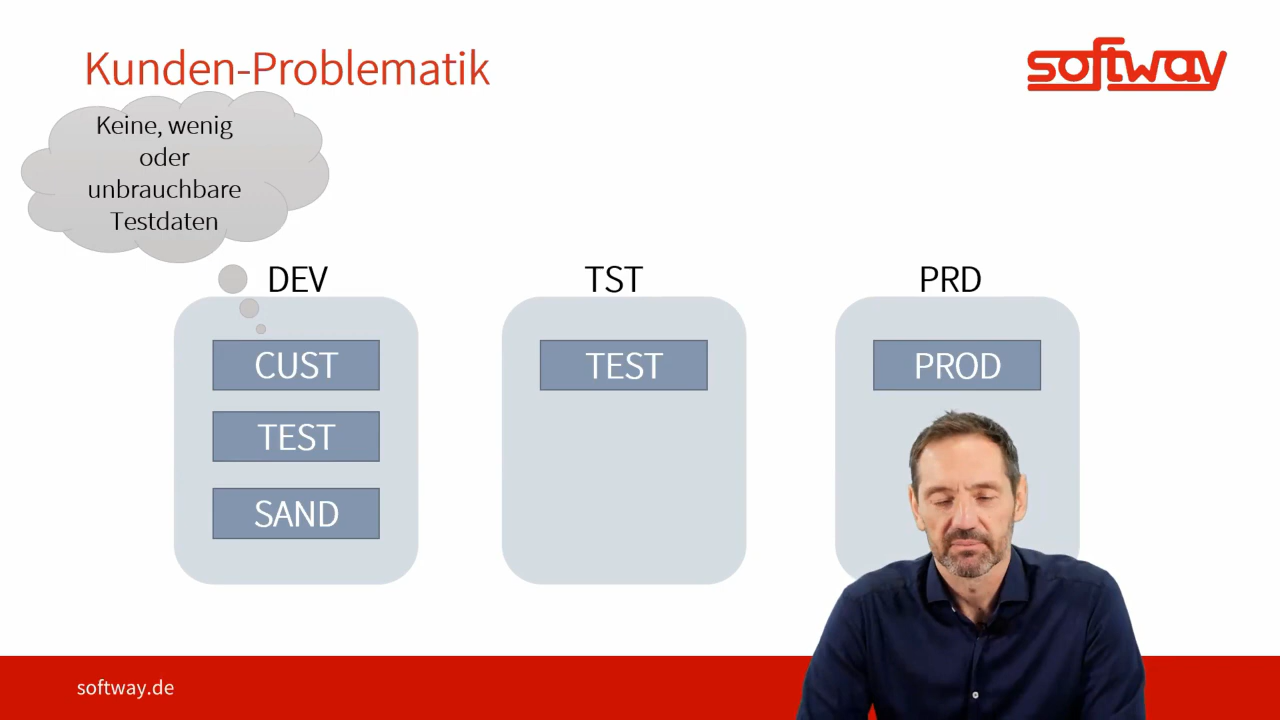 Kunden-Problematik
softway
Keine, wenig
oder
unbrauchbare
Testdaten
DEV
TST
PRD
CUST
TEST
SAND
TEST
PROD
softway.de